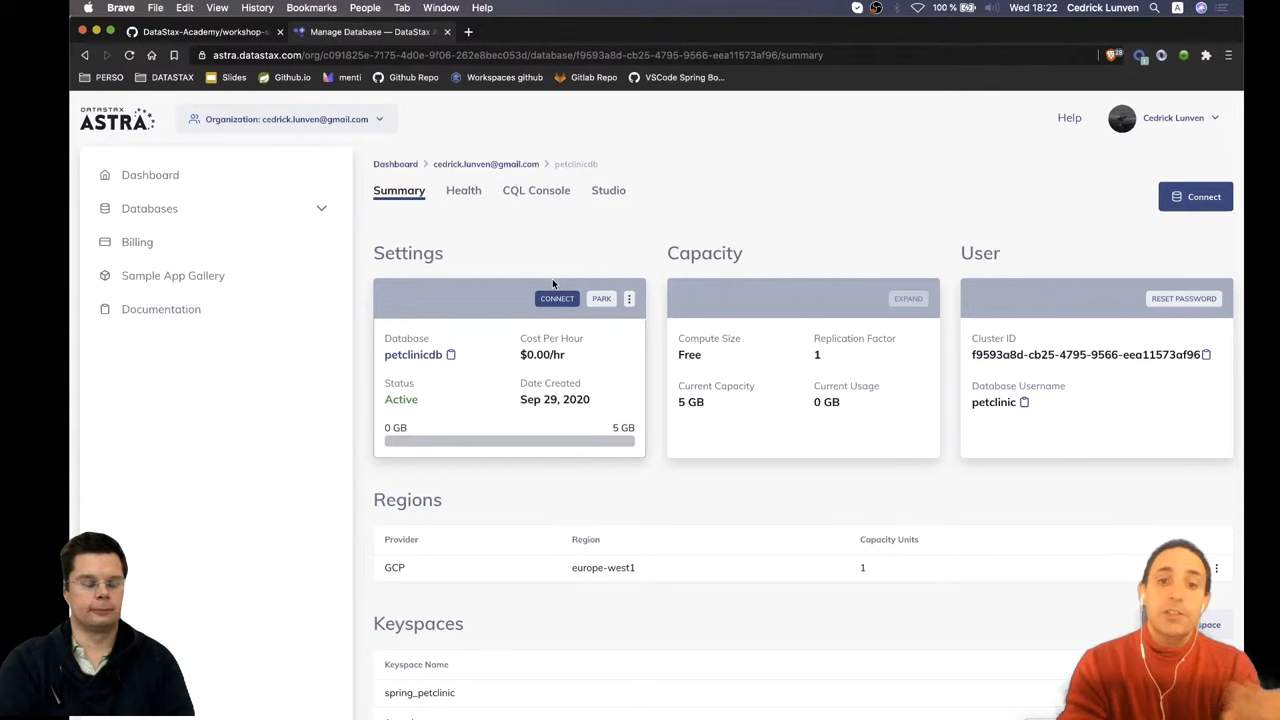 Brave File Edit View History Bookmarks People Tab Window Help 100 % Wed 18:22 Cedrick Lunven A
DataStax-Academy/workshop-s × Manage Database — DataStax A × +
astra.datastax.com/org/c091825e-7175-4d0e-9f06-262e8bec053d/database/f9593a8d-cb25-4795-9566-eea11573af96/summary 28
PERSO DATASTAX Slides Github.io menti Github Repo Workspaces github Gitlab Repo VSCode Spring Bo...
DATASTAX
ASTRA
Organization: cedrick.lunven@gmail.com
Help
Cedrick Lunven
Dashboard
Databases
Billing
Sample App Gallery
Documentation
Dashboard > cedrick.lunven@gmail.com > petclinicdb
Summary Health CQL Console Studio
Connect
Settings
CONNECT PARK
Database Cost Per Hour
petclinicdb $0.00/hr
Status Date Created
Active Sep 29, 2020
0 GB 5 GB
Capacity
EXPAND
Compute Size Replication Factor
Free 1
Current Capacity Current Usage
5 GB 0 GB
User
RESET PASSWORD
Cluster ID
f9593a8d-cb25-4795-9566-eea11573af96
Database Username
petclinic
Regions
Provider Region Capacity Units
GCP europe-west1 1
Keyspaces
Keyspace Name
spring_petclinic